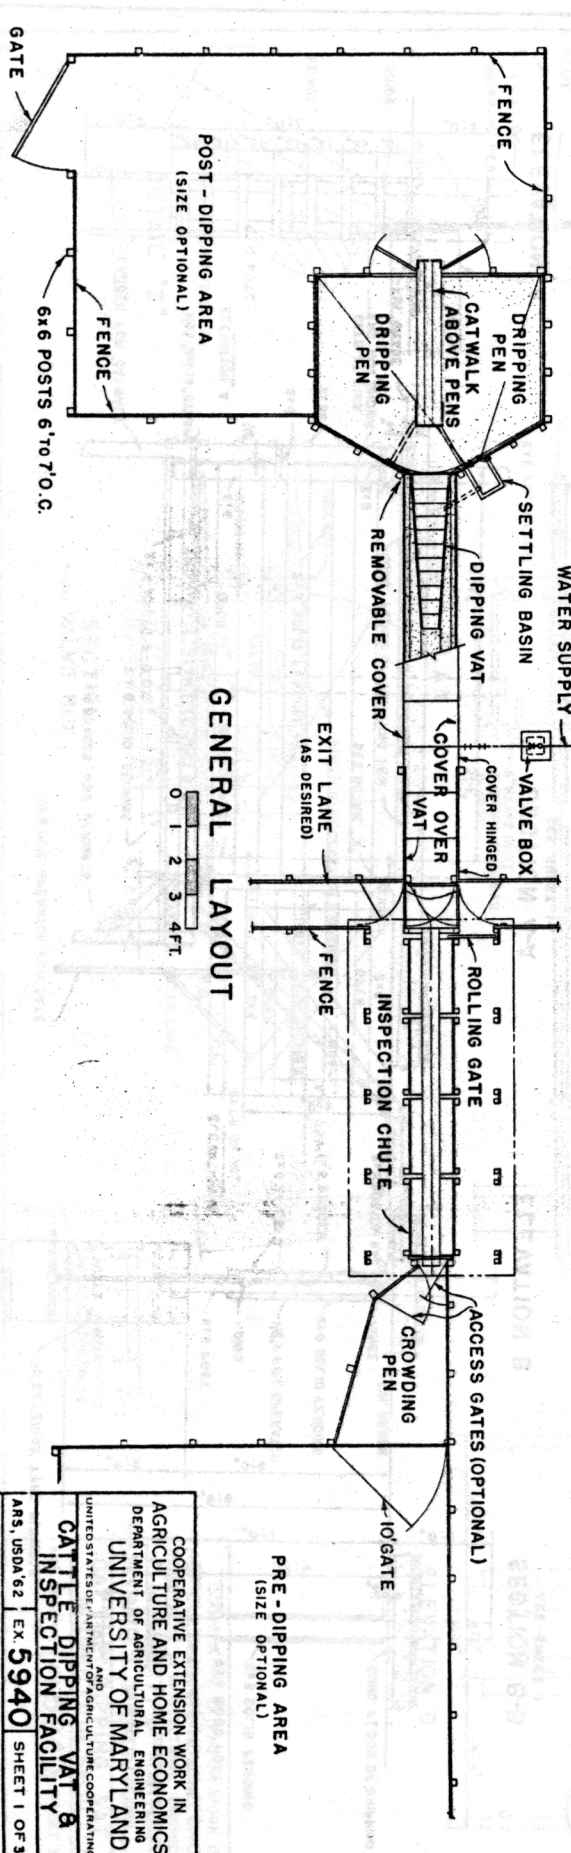 GATE
FENCE
POST-DIPPING AREA
(SIZE OPTIONAL)
FENCE
6x6 POSTS 6' TO 7' O.C.
DRIPPING
PEN
CATWALK
ABOVE PENS
DRIPPING
PEN
SETTLING BASIN
DIPPING VAT
REMOVABLE COVER
WATER SUPPLY
VALVE BOX
COVER HINGED
COVER OVER
VAT
EXIT LANE
(AS DESIRED)
FENCE
GENERAL LAYOUT
0 1 2 3 4 FT.
ROLLING GATE
INSPECTION CHUTE
ACCESS GATES (OPTIONAL)
CROWDING
PEN
10' GATE
PRE-DIPPING AREA
(SIZE OPTIONAL)
COOPERATIVE EXTENSION WORK IN
AGRICULTURE AND HOME ECONOMICS
DEPARTMENT OF AGRICULTURAL ENGINEERING
UNIVERSITY OF MARYLAND
AND
UNITED STATES DEPARTMENT OF AGRICULTURE COOPERATING
CATTLE DIPPING VAT &
INSPECTION FACILITY
ARS, USDA '62 EX. 5940 SHEET 1 OF 3